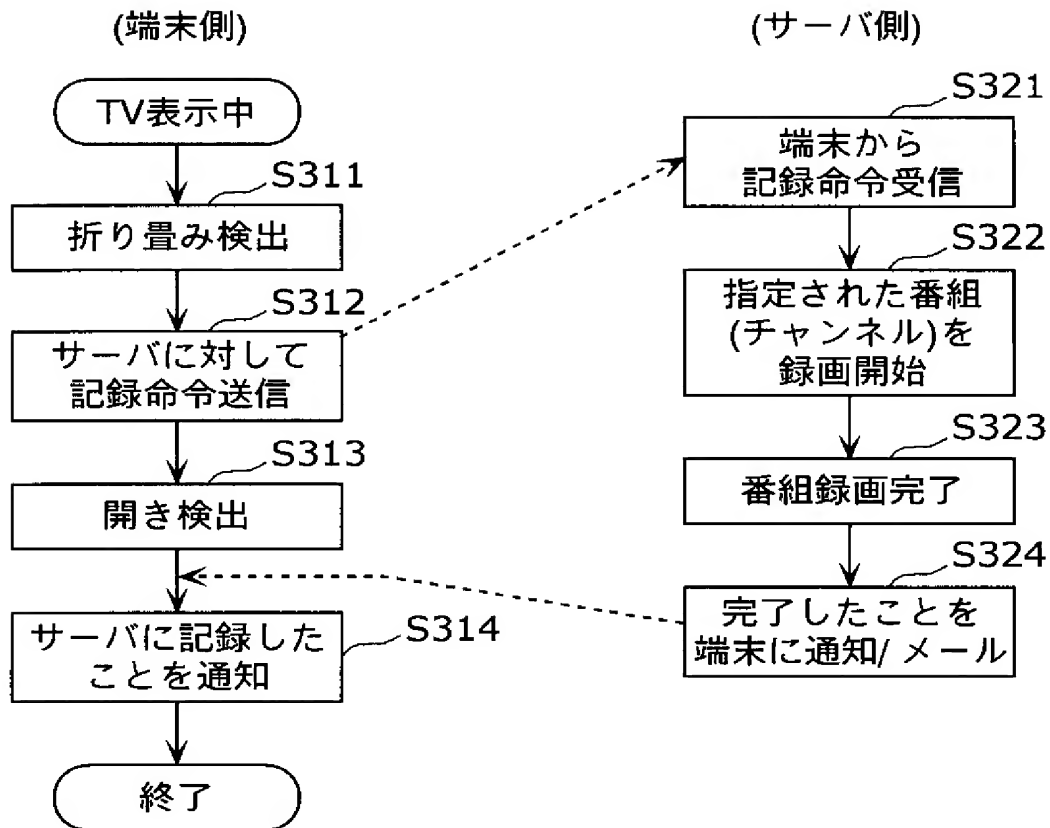 (端末側)
TV表示中
S311
折り畳み検出
S312
サーバに対して
記録命令送信
S313
開き検出
サーバに記録した
ことを通知
S314
終了
(サーバ側)
S321
端末から
記録命令受信
S322
指定された番組
(チャンネル)を
録画開始
S323
番組録画完了
S324
完了したことを
端末に通知/メール